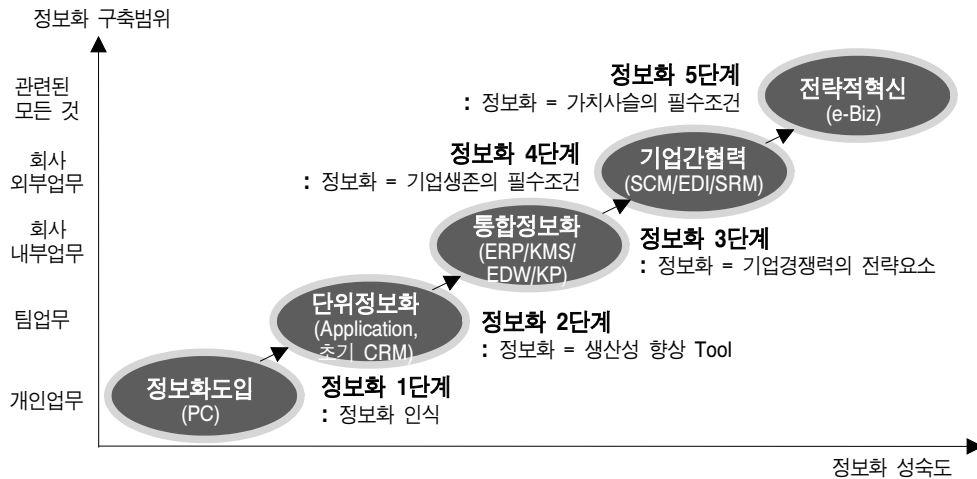 정보화 구축범위
관련된
모든 것
정보화 5단계
: 정보화 = 가치사슬의 필수조건
전략적혁신
(e-Biz)
회사
외부업무
정보화 4단계
: 정보화 = 기업생존의 필수조건
기업간협력
(SCM/EDI/SRM)
회사
내부업무
통합정보화
(ERP/KMS/
EDW/KP)
정보화 3단계
: 정보화 = 기업경쟁력의 전략요소
팀업무
단위정보화
(Application,
초기 CRM)
정보화 2단계
: 정보화 = 생산성 향상 Tool
개인업무
정보화도입
(PC)
정보화 1단계
: 정보화 인식
정보화 성숙도